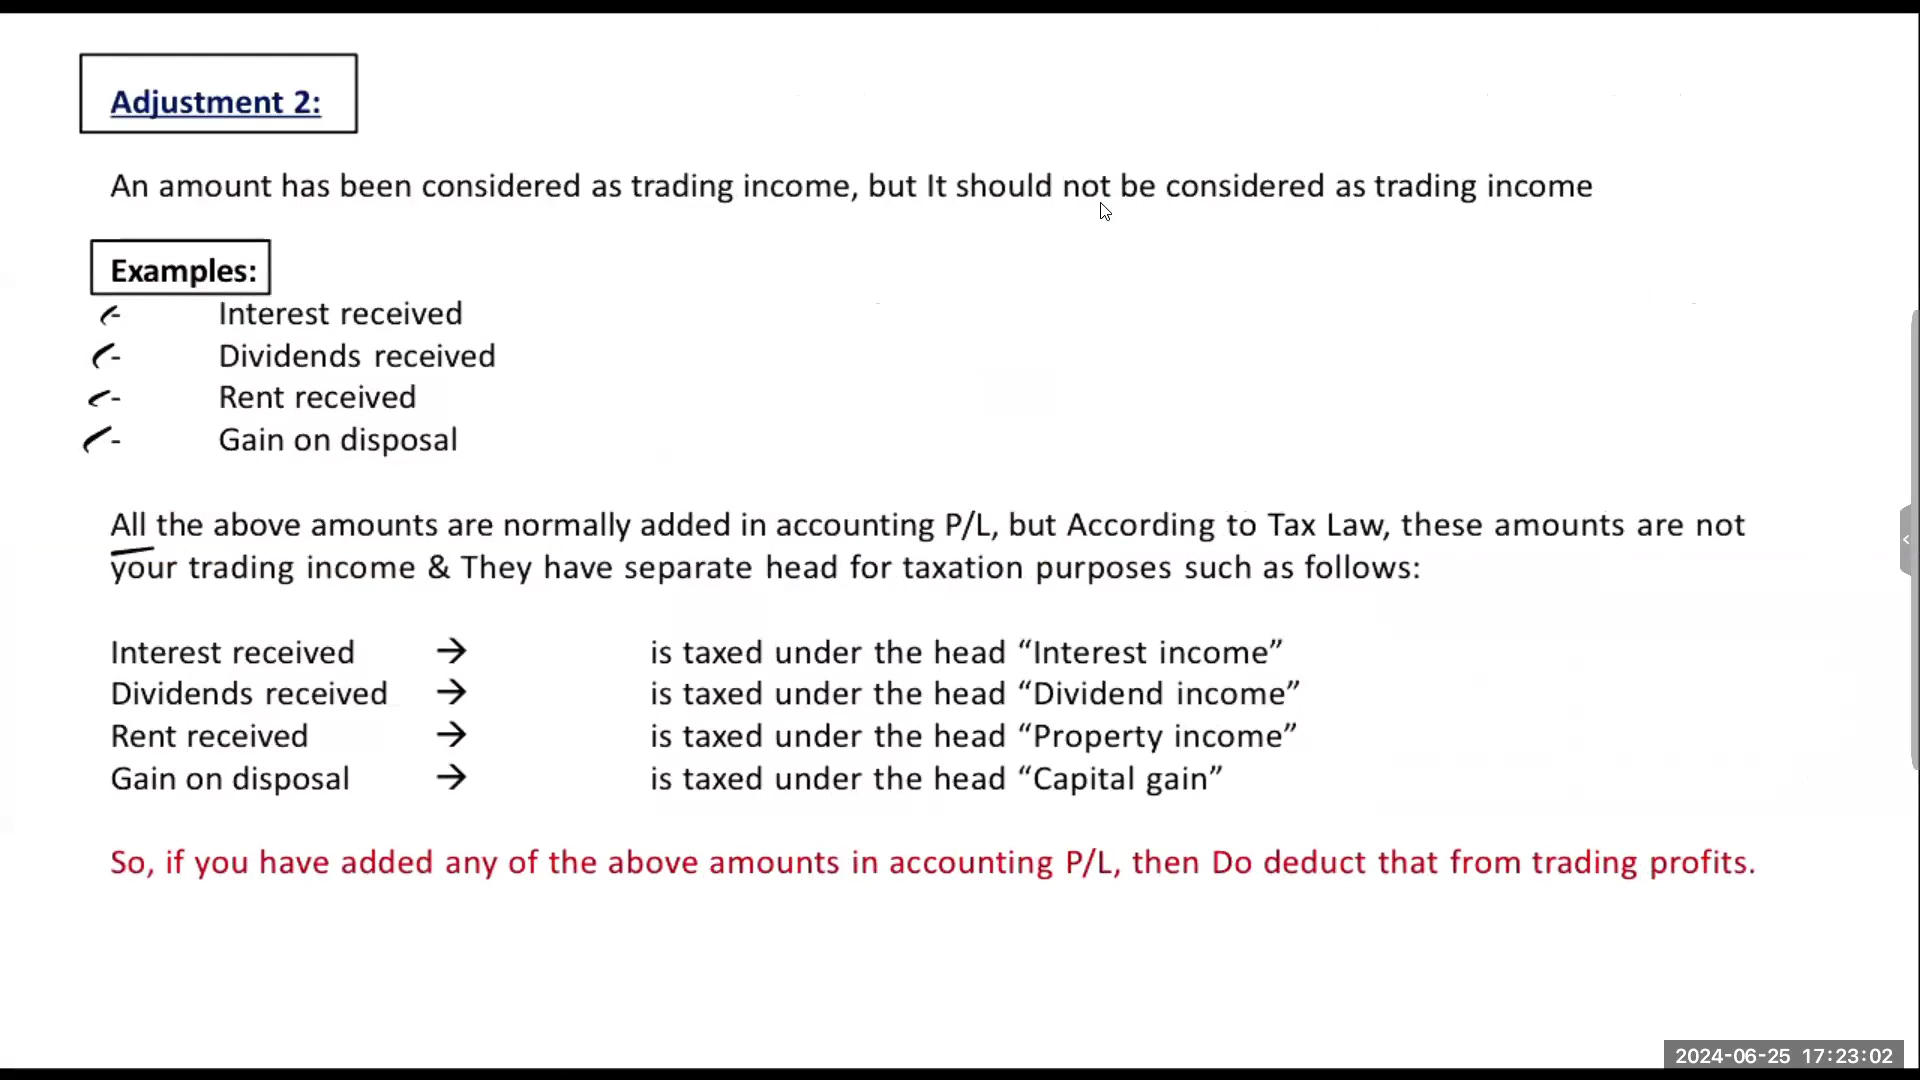 Adjustment 2:
An amount has been considered as trading income, but It should not be considered as trading income
Examples:
- Interest received
- Dividends received
- Rent received
- Gain on disposal
All the above amounts are normally added in accounting P/L, but According to Tax Law, these amounts are not
your trading income & They have separate head for taxation purposes such as follows:
Interest received → is taxed under the head “Interest income”
Dividends received → is taxed under the head “Dividend income”
Rent received → is taxed under the head “Property income”
Gain on disposal → is taxed under the head “Capital gain”
So, if you have added any of the above amounts in accounting P/L, then Do deduct that from trading profits.
2024-06-25 17:23:02